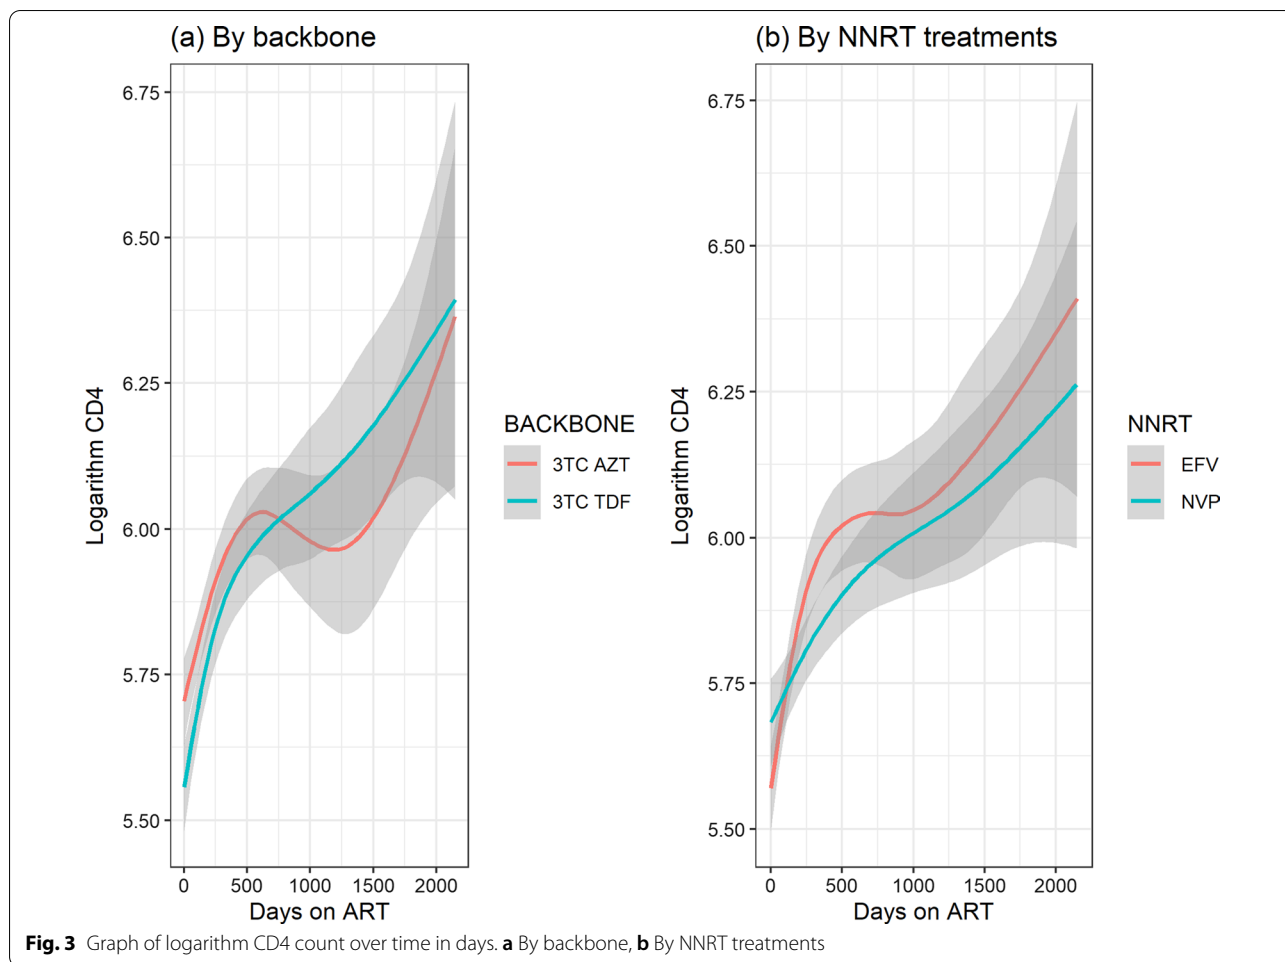 (a) By backbone
6.75
6.50
6.25
6.00
5.75
5.50
Logarithm CD4
0 500 1000 1500 2000
Days on ART
BACKBONE
3TC AZT
3TC TDF
(b) By NNRT treatments
6.75
6.50
6.25
6.00
5.75
5.50
Logarithm CD4
0 500 1000 1500 2000
Days on ART
NNRT
EFV
NVP
Fig. 3 Graph of logarithm CD4 count over time in days. a By backbone, b By NNRT treatments